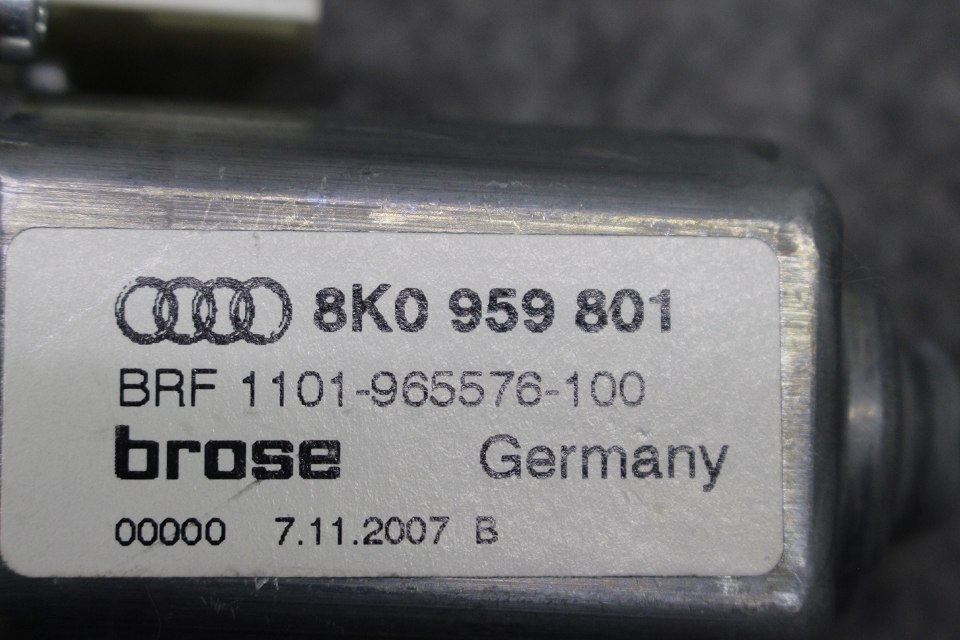 8K0 959 801
BRF 1101-965576-100
brose Germany
00000 7.11.2007 B